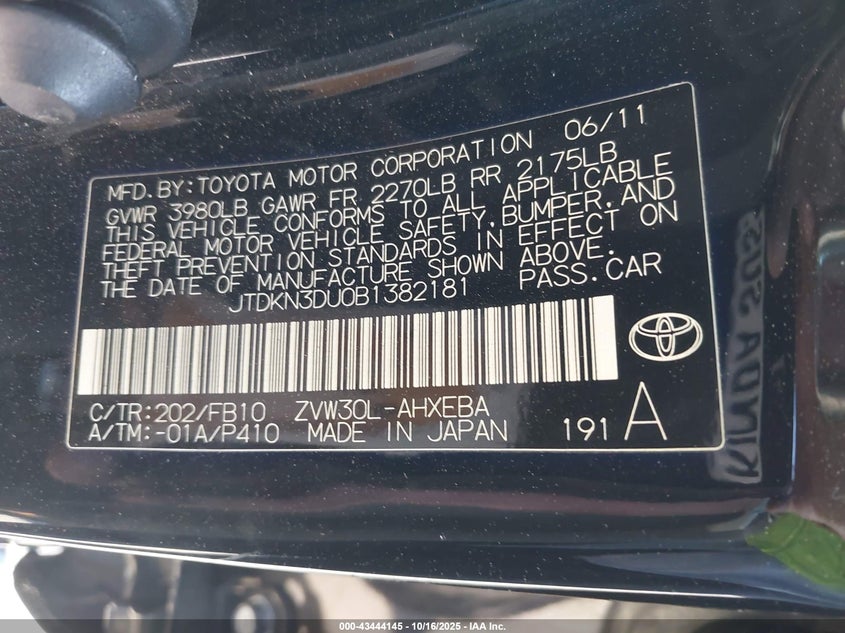 MFD.BY:TOYOTA MOTOR CORPORATION 06/11
GVWR 3980LB GAWR FR 2270LB RR 2175LB
THIS VEHICLE CONFORMS TO ALL APPLICABLE
FEDERAL MOTOR VEHICLE SAFETY,BUMPER,AND
THEFT PREVENTION STANDARDS IN EFFECT ON
THE DATE OF MANUFACTURE SHOWN ABOVE.
JTDKN3DU0B1382181 PASS.CAR
C/TR:202/FB10 ZVW30L-AHXEBA
A/TM:-01A/P410 MADE IN JAPAN 191 A
000-43444145 - 10/16/2025 - IAA Inc.